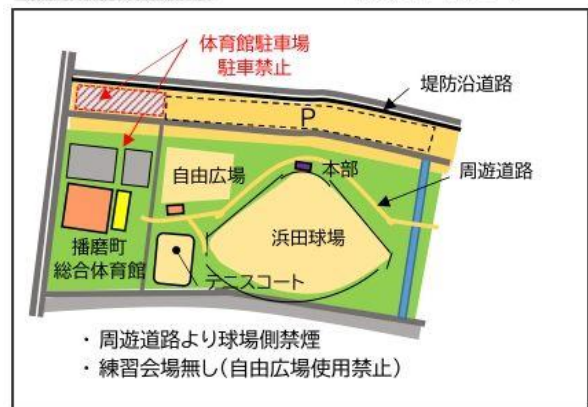 体育館駐車場
駐車禁止
堤防沿道路
P
本部
自由広場
周遊道路
浜田球場
播磨町
総合体育館
テニスコート
・ 周遊道路より球場側禁煙
・ 練習会場無し(自由広場使用禁止)